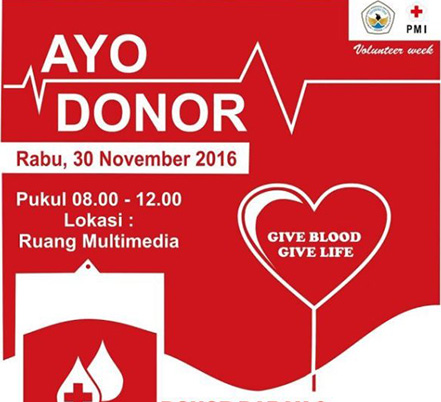 AYO
DONOR
PMI
Volunteer week
Rabu, 30 November 2016
Pukul 08.00 - 12.00
Lokasi :
Ruang Multimedia
GIVE BLOOD
GIVE LIFE